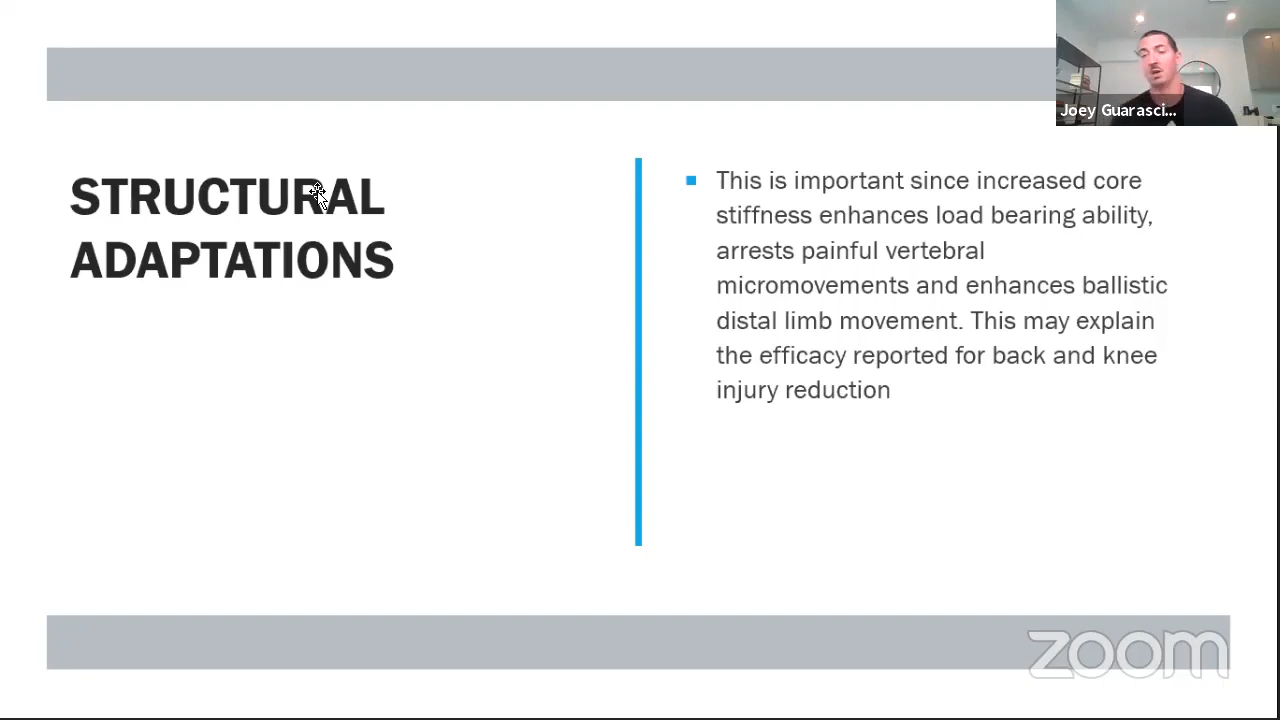 Joey Guarasci...
STRUCTURAL
ADAPTATIONS
This is important since increased core
stiffness enhances load bearing ability,
arrests painful vertebral
micromovements and enhances ballistic
distal limb movement. This may explain
the efficacy reported for back and knee
injury reduction
zoom